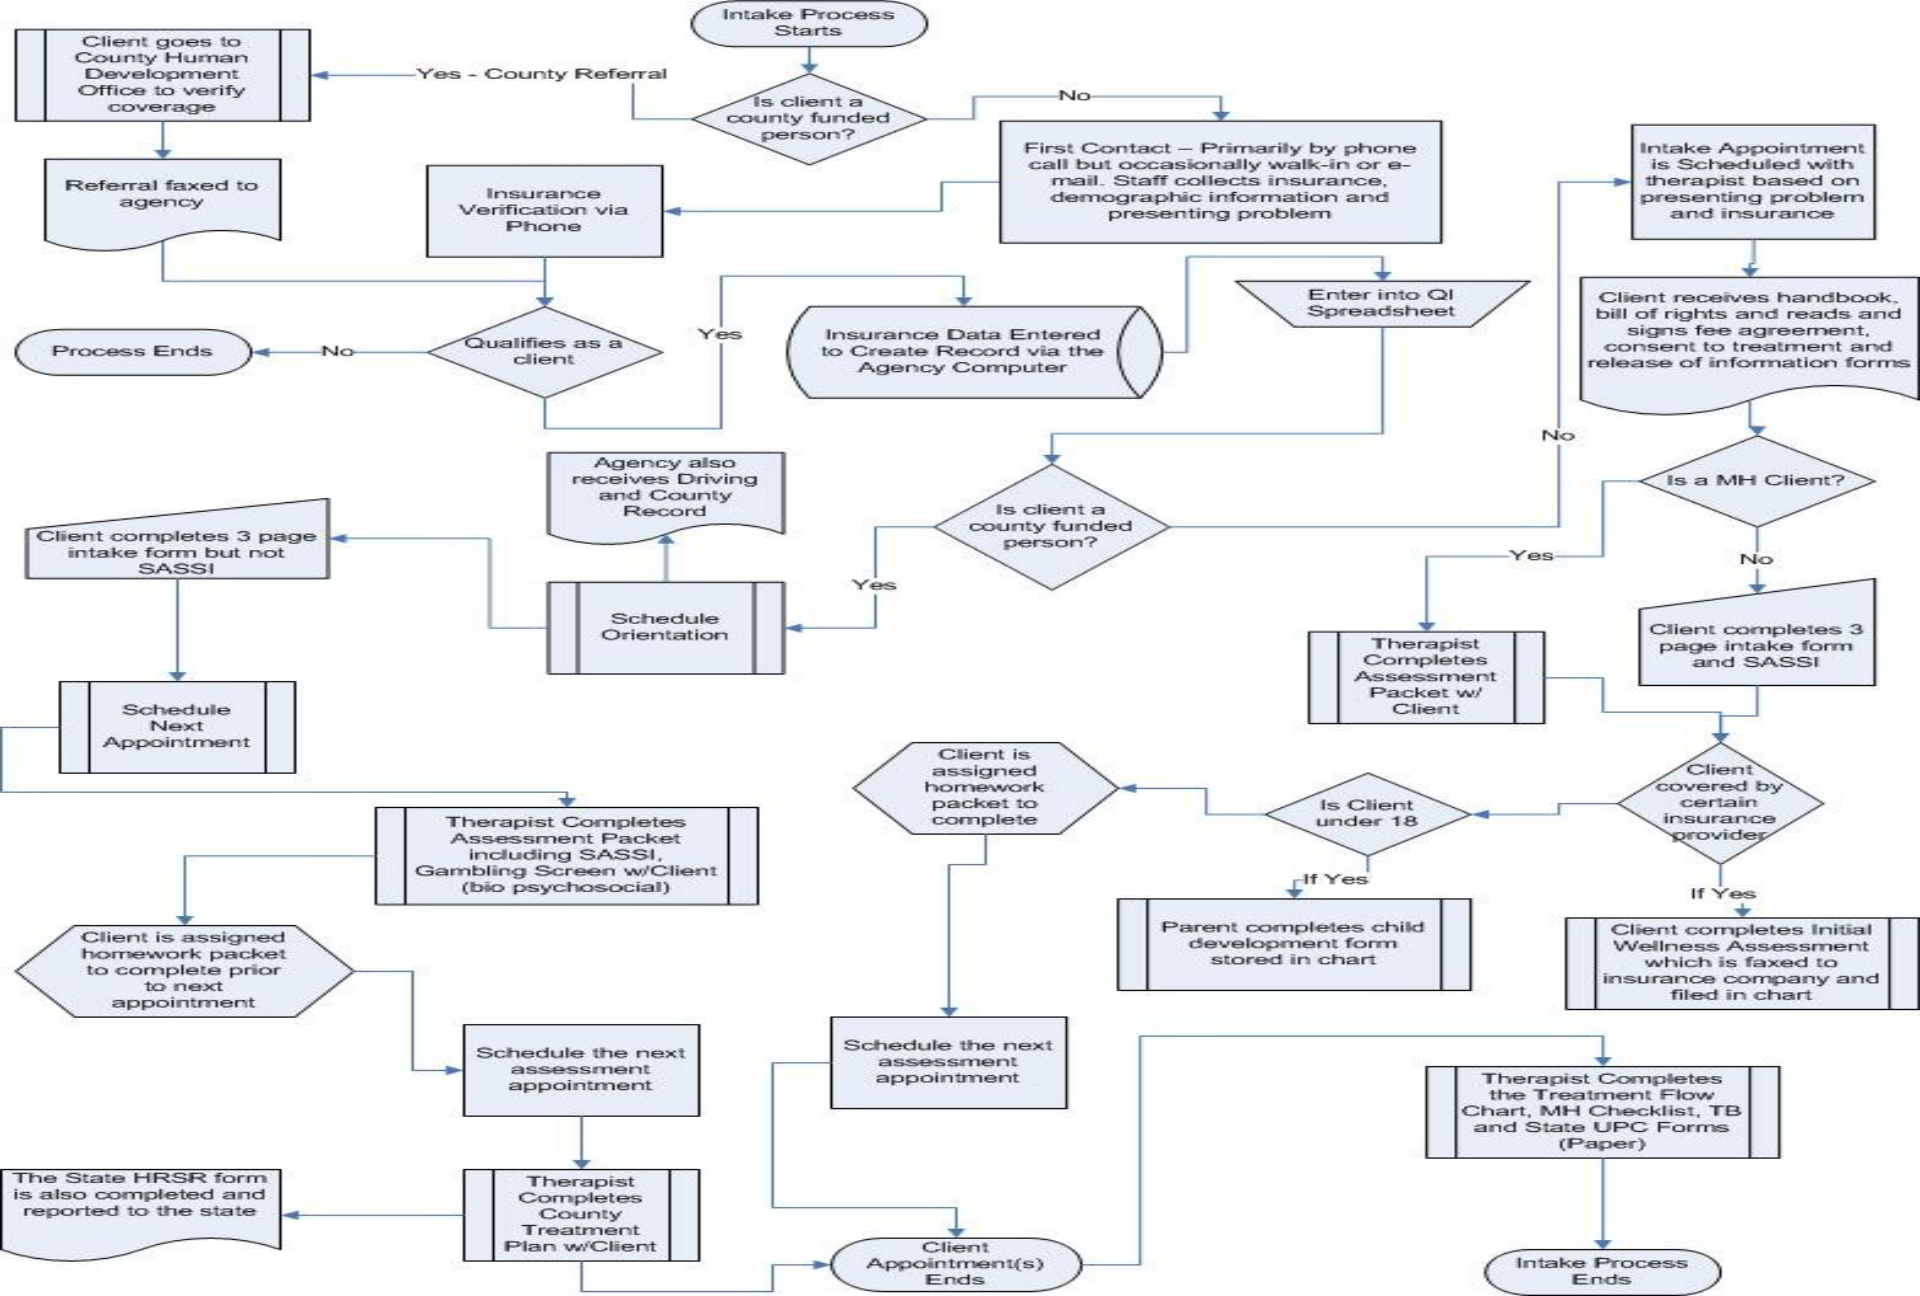 Intake Process
Starts
Client goes to
County Human
Development
Office to verify
coverage
Yes - County Referral
Is client a
county funded
person?
No
First Contact – Primarily by phone
call but occasionally walk-in or e-
mail. Staff collects insurance,
demographic information and
presenting problem
Intake Appointment
is Scheduled with
therapist based on
presenting problem
and insurance
Referral faxed to
agency
Insurance
Verification via
Phone
Process Ends
No
Qualifies as a
client
Yes
Insurance Data Entered
to Create Record via the
Agency Computer
Enter into QI
Spreadsheet
Client receives handbook,
bill of rights and reads and
signs fee agreement,
consent to treatment and
release of information forms
No
Agency also
receives Driving
and County
Record
Is client a
county funded
person?
Is a MH Client?
Client completes 3 page
intake form but not
SASSI
Yes
Yes
No
Schedule
Orientation
Therapist
Completes
Assessment
Packet w/
Client
Client completes 3
page intake form
and SASSI
Schedule
Next
Appointment
Client is
assigned
homework
packet to
complete
Is Client
under 18
Client
covered by
certain
insurance
provider
Therapist Completes
Assessment Packet
including SASSI,
Gambling Screen w/Client
(bio psychosocial)
If Yes
If Yes
Client is assigned
homework packet
to complete prior
to next
appointment
Parent completes child
development form
stored in chart
Client completes Initial
Wellness Assessment
which is faxed to
insurance company and
filed in chart
Schedule the next
assessment
appointment
Schedule the next
assessment
appointment
Therapist Completes
the Treatment Flow
Chart, MH Checklist, TB
and State UPC Forms
(Paper)
The State HRSR form
is also completed and
reported to the state
Therapist
Completes
County
Treatment
Plan w/Client
Client
Appointment(s)
Ends
Intake Process
Ends